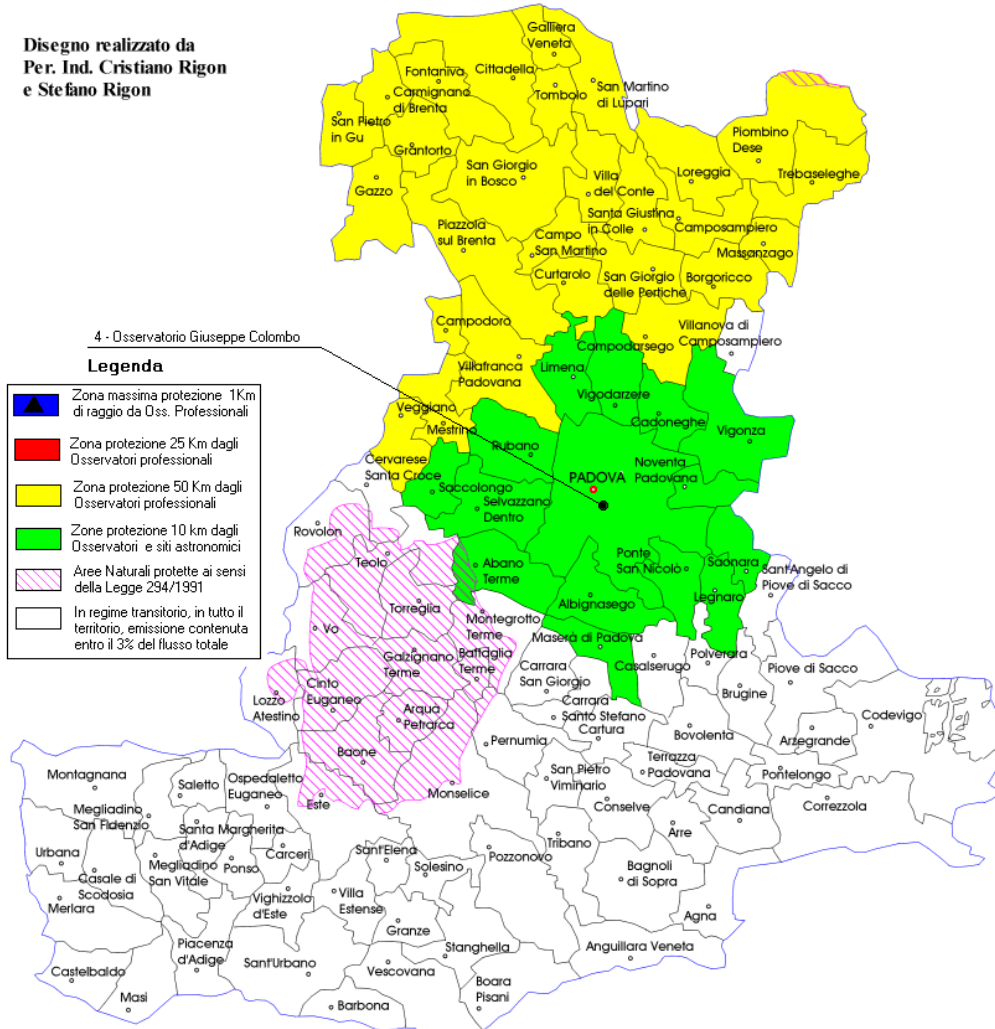 Disegno realizzato da
Per. Ind. Cristiano Rigon
e Stefano Rigon
Galliera
Veneta
Fontaniva
Cittadella
Carmignano
di Brenta
Tombolo
San Martino
di Lupari
San Pietro
in Gu
Grantorto
Piombino
Dese
Gazzo
San Giorgio
in Bosco
Villa
del Conte
Loreggia
Trebaseleghe
Santa Giustina
in Colle
Piazzola
sul Brenta
Campo
San Martino
Camposampiero
Massanzago
Curtarolo
San Giorgio
delle Pertiche
Borgoricco
Campodoro
Villanova di
Camposampiero
4 - Osservatorio Giuseppe Colombo
Campodarsego
Legenda
Villafranca
Padovana
Limena
Zona massima protezione 1Km
di raggio da Oss. Professionali
Vigodarzere
Veggiano
Cadoneghe
Mestrino
Vigonza
Zona protezione 25 Km dagli
Osservatori professionali
Rubano
Cervarese
Santa Croce
PADOVA
Noventa
Padovana
Zona protezione 50 Km dagli
Osservatori professionali
Saccolongo
Selvazzano
Dentro
Rovolon
Zone protezione 10 km dagli
Osservatori e siti astronomici
Teolo
Abano
Terme
Ponte
San Nicolò
Saonara
Sant'Angelo di
Piove di Sacco
Aree Naturali protette ai sensi
della Legge 294/1991
Torreglia
Albignasego
Legnaro
In regime transitorio, in tutto il
territorio, emissione contenuta
entro il 3% del flusso totale
Montegrotto
Terme
Vo
Maserà di Padova
Galzignano
Terme
Battaglia
Terme
Casalserugo
Polverara
Carrara
San Giorgio
Piove di Sacco
Cinto
Euganeo
Brugine
Lozzo
Atestino
Carrara
Santo Stefano
Arquà
Petrarca
Codevigo
Cartura
Bovolenta
Arzegrande
Pernumia
Baone
Terrazza
Padovana
Montagnana
Saletto
Ospedaletto
Euganeo
San Pietro
Viminario
Pontelongo
Monselice
Este
Conselve
Candiana
Correzzola
Megliadino
San Fidenzio
Santa Margherita
d'Adige
Arre
Tribano
Urbana
Carceri
Sant'Elena
Pozzonovo
Megliadino
San Vitale
Ponso
Solesino
Bagnoli
di Sopra
Casale di
Scodosia
Merlara
Vighizzolo
d'Este
Villa
Estense
Agna
Granze
Piacenza
d'Adige
Stanghella
Anguillara Veneta
Castelbaldo
Sant'Urbano
Vescovana
Boara
Pisani
Masi
Barbona